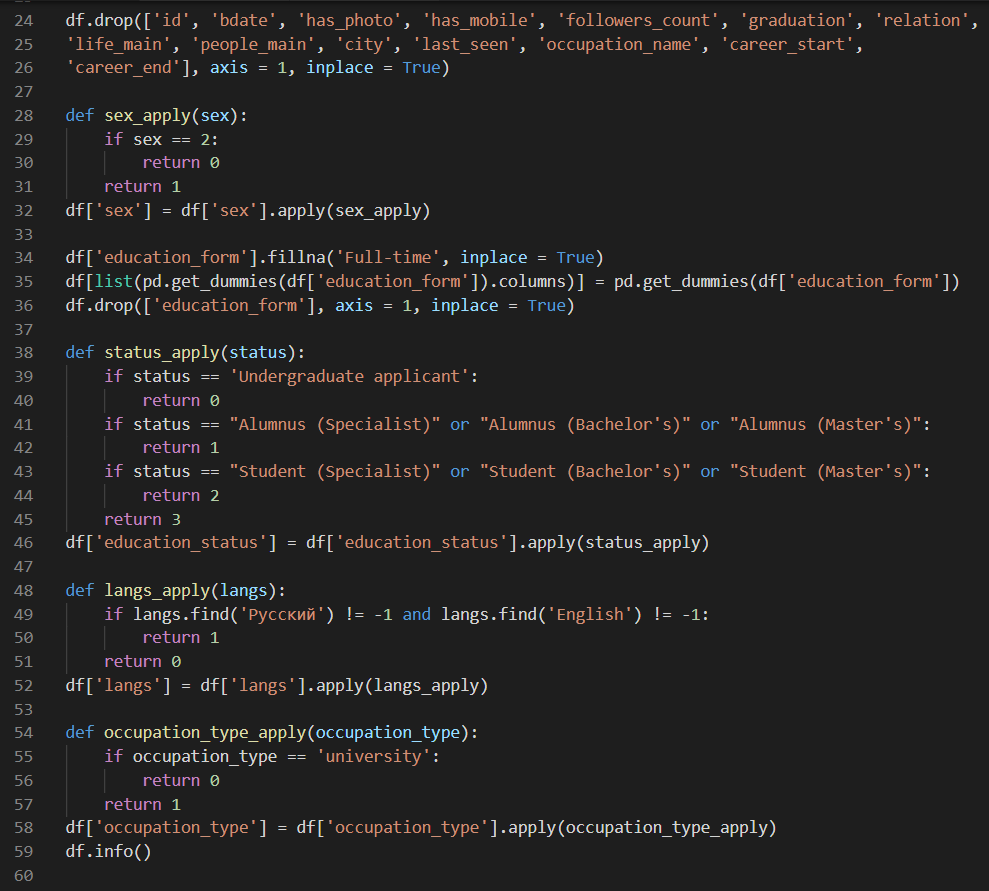 24 df.drop(['id', 'bdate', 'has_photo', 'has_mobile', 'followers_count', 'graduation', 'relation',
25 'life_main', 'people_main', 'city', 'last_seen', 'occupation_name', 'career_start',
26 'career_end'], axis = 1, inplace = True)
27
28 def sex_apply(sex):
29     if sex == 2:
30         return 0
31     return 1
32 df['sex'] = df['sex'].apply(sex_apply)
33
34 df['education_form'].fillna('Full-time', inplace = True)
35 df[list(pd.get_dummies(df['education_form']).columns)] = pd.get_dummies(df['education_form'])
36 df.drop(['education_form'], axis = 1, inplace = True)
37
38 def status_apply(status):
39     if status == 'Undergraduate applicant':
40         return 0
41     if status == "Alumnus (Specialist)" or "Alumnus (Bachelor's)" or "Alumnus (Master's)":
42         return 1
43     if status == "Student (Specialist)" or "Student (Bachelor's)" or "Student (Master's)":
44         return 2
45     return 3
46 df['education_status'] = df['education_status'].apply(status_apply)
47
48 def langs_apply(langs):
49     if langs.find('Русский') != -1 and langs.find('English') != -1:
50         return 1
51     return 0
52 df['langs'] = df['langs'].apply(langs_apply)
53
54 def occupation_type_apply(occupation_type):
55     if occupation_type == 'university':
56         return 0
57     return 1
58 df['occupation_type'] = df['occupation_type'].apply(occupation_type_apply)
59 df.info()
60